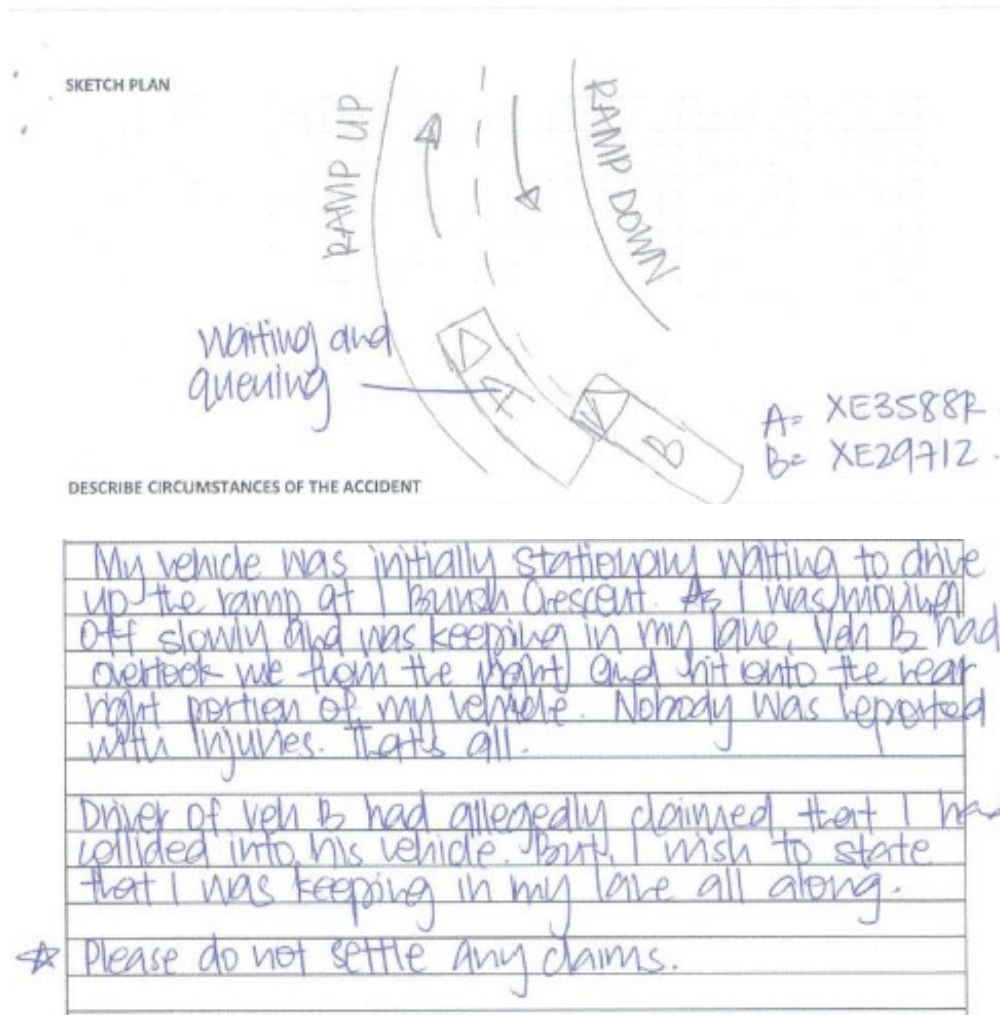 SKETCH PLAN
RAMP UP
RAMP DOWN
Waiting and
queuing
A
B
A= XE3588R
B= XE2971Z.
DESCRIBE CIRCUMSTANCES OF THE ACCIDENT
My vehicle was initially stationary waiting to drive
up the ramp at 1 Buroh Crescent. As I was moving
off slowly and was keeping in my lane, Veh B had
overtook me from the right and hit onto the rear
right portion of my vehicle. Nobody was reported
with injuries. That's all.
Driver of Veh B had allegedly claimed that I had
collided into his vehicle. But, I wish to state
that I was keeping in my lane all along.
☆ Please do not settle any claims.